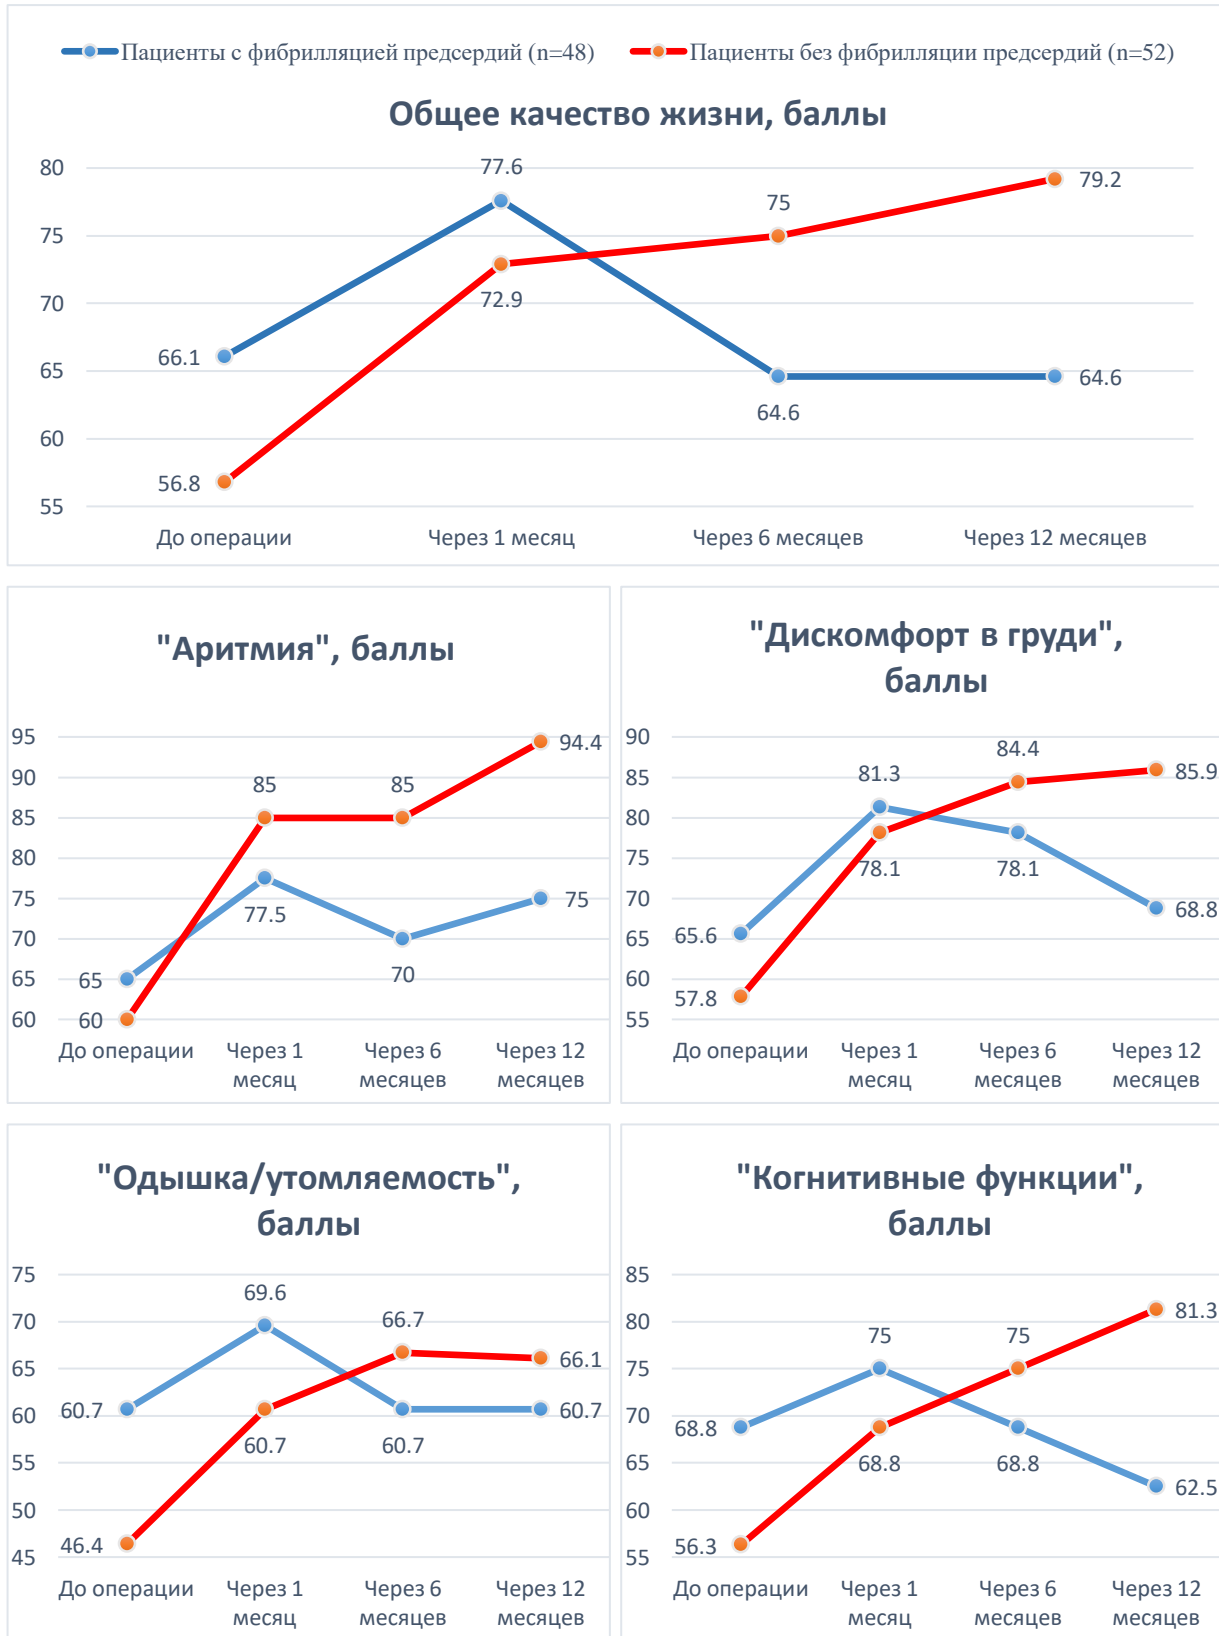 Пациенты с фибрилляцией предсердий (n=48)
Пациенты без фибрилляции предсердий (n=52)
Общее качество жизни, баллы
80
75
70
65
60
55
77.6
75
79.2
72.9
66.1
64.6
64.6
56.8
До операции
Через 1 месяц
Через 6 месяцев
Через 12 месяцев
"Аритмия", баллы
95
90
85
80
75
70
65
60
85
85
94.4
77.5
70
75
65
60
До операции
Через 1
месяц
Через 6
месяцев
Через 12
месяцев
"Дискомфорт в груди",
баллы
90
85
80
75
70
65
60
55
81.3
84.4
85.9
78.1
78.1
68.8
65.6
57.8
До операции
Через 1
месяц
Через 6
месяцев
Через 12
месяцев
"Одышка/утомляемость",
баллы
75
70
65
60
55
50
45
69.6
66.7
66.1
60.7
60.7
60.7
60.7
46.4
До операции
Через 1
месяц
Через 6
месяцев
Через 12
месяцев
"Когнитивные функции",
баллы
85
80
75
70
65
60
55
75
75
81.3
68.8
68.8
68.8
62.5
56.3
До операции
Через 1
месяц
Через 6
месяцев
Через 12
месяцев